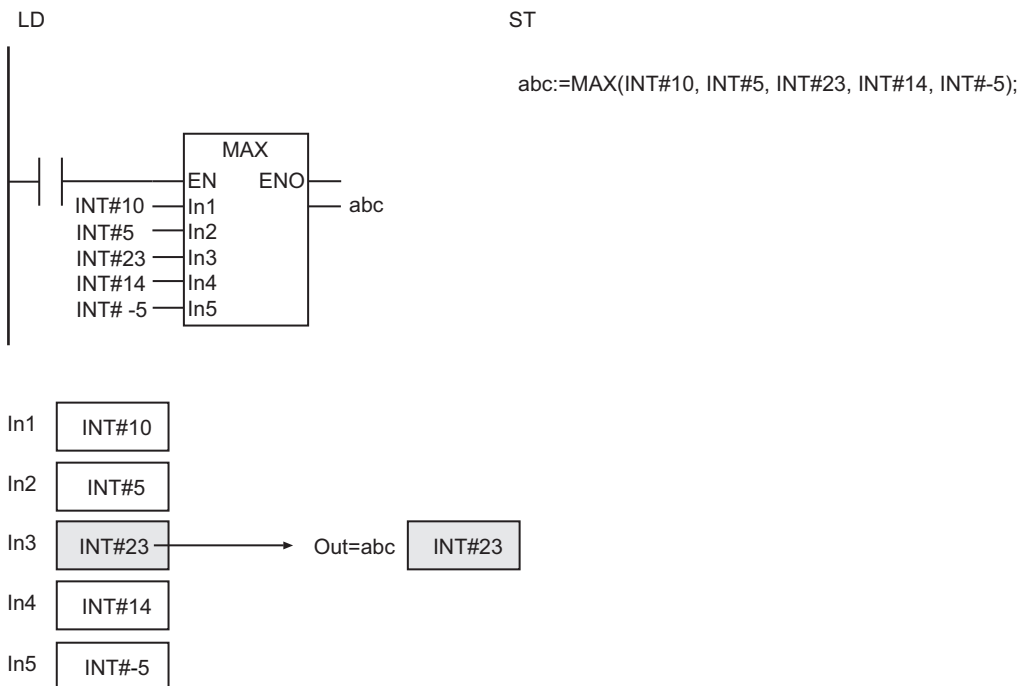 LD
ST
abc:=MAX(INT#10, INT#5, INT#23, INT#14, INT#-5);
MAX
EN ENO
INT#10 In1 abc
INT#5 In2
INT#23 In3
INT#14 In4
INT# -5 In5
In1 INT#10
In2 INT#5
In3 INT#23 Out=abc INT#23
In4 INT#14
In5 INT#-5